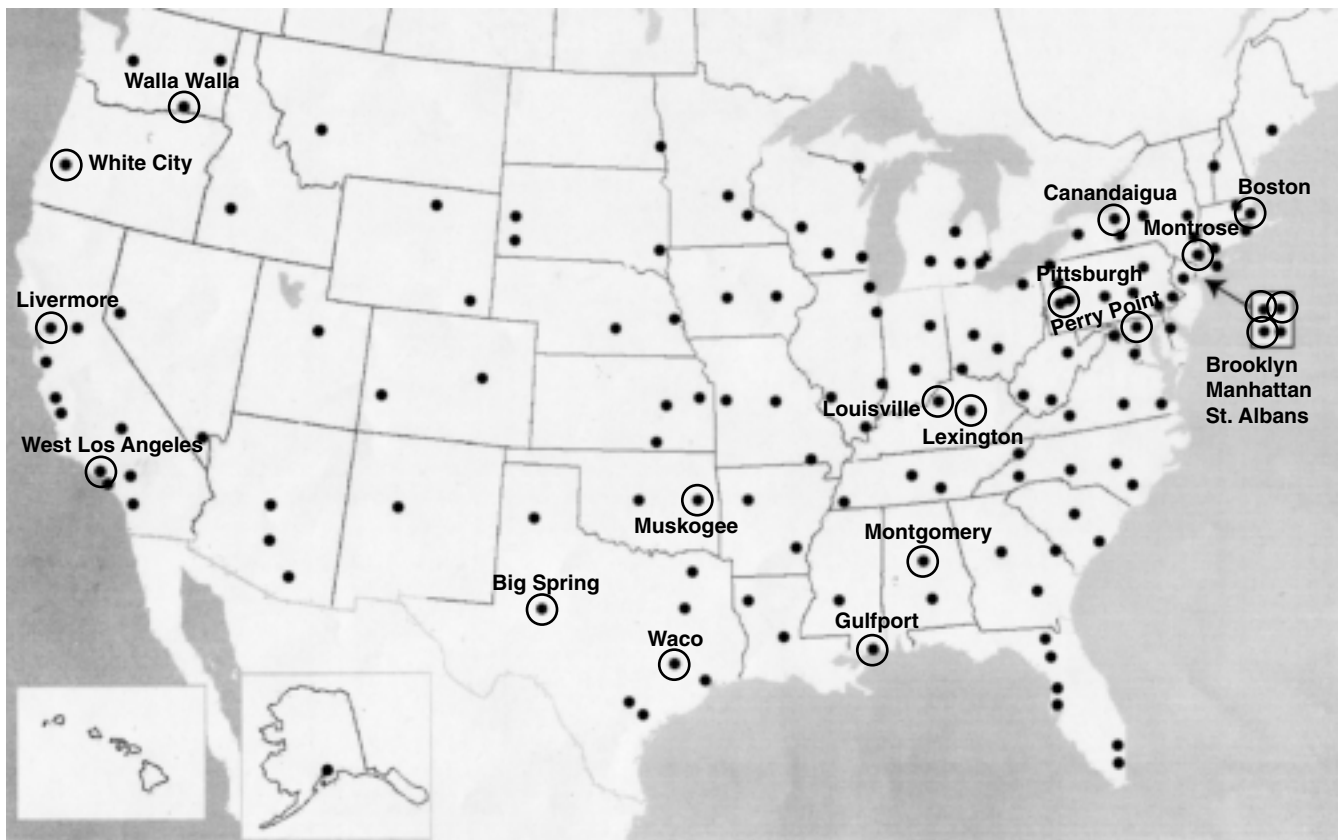 Walla Walla
White City
Canandaigua
Boston
Montrose
Pittsburgh
Livermore
Perry Point
Brooklyn
Manhattan
St. Albans
Louisville
Lexington
West Los Angeles
Muskogee
Montgomery
Big Spring
Gulfport
Waco